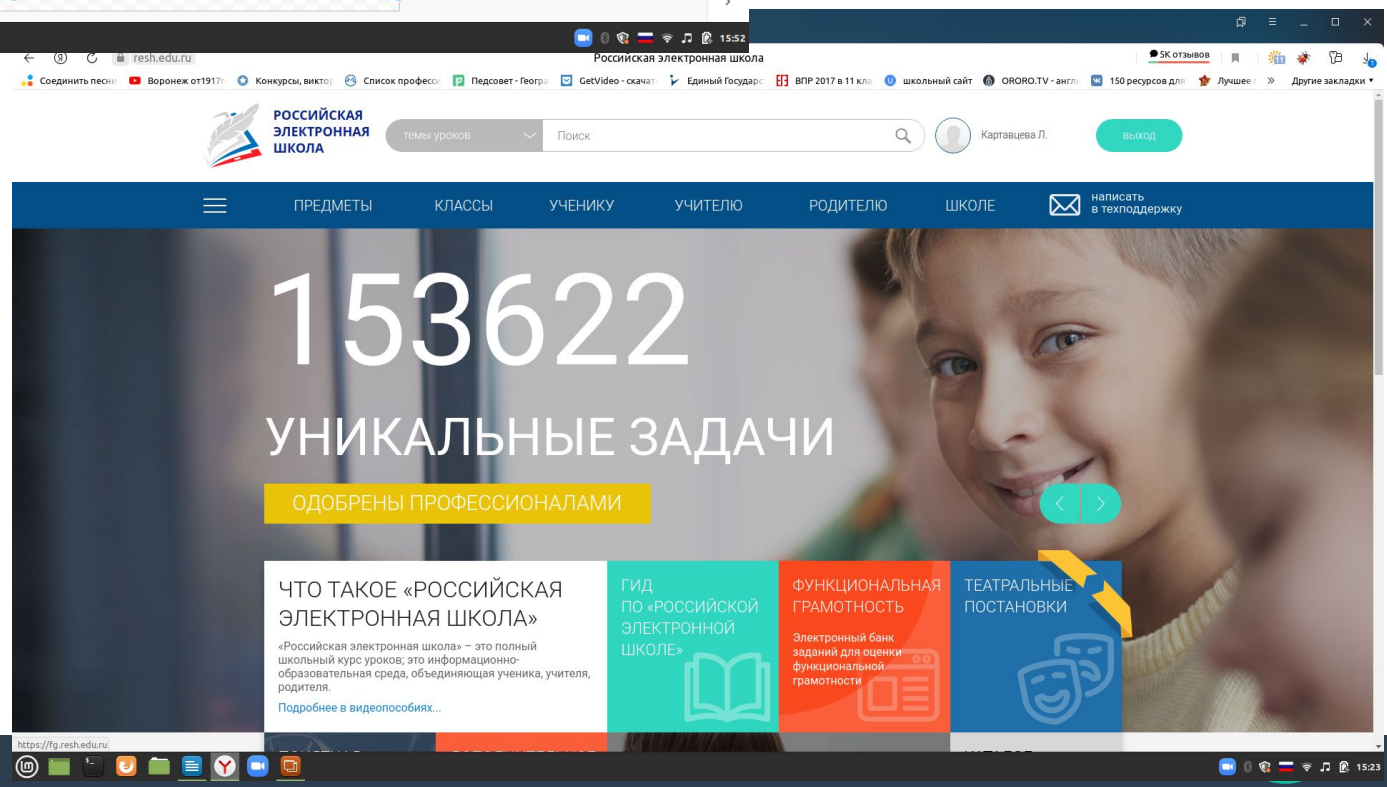 15:52
resh.edu.ru
Российская электронная школа
5K отзывов
Соединить песни
Воронеж от1917г
Конкурсы, виктор
Список професси
Педсовет - Геогра
GetVideo - скачат
Единый Государс
ВПР 2017 в 11 кла
школьный сайт
ORORO.TV - англи
150 ресурсов для
Лучшее
Другие закладки
РОССИЙСКАЯ
ЭЛЕКТРОННАЯ
ШКОЛА
темы уроков
Поиск
Картавцева Л.
выход
ПРЕДМЕТЫ
КЛАССЫ
УЧЕНИКУ
УЧИТЕЛЮ
РОДИТЕЛЮ
ШКОЛЕ
написать
в техподдержку
153622
УНИКАЛЬНЫЕ ЗАДАЧИ
ОДОБРЕНЫ ПРОФЕССИОНАЛАМИ
ЧТО ТАКОЕ «РОССИЙСКАЯ
ЭЛЕКТРОННАЯ ШКОЛА»
«Российская электронная школа» – это полный
школьный курс уроков; это информационно-
образовательная среда, объединяющая ученика, учителя,
родителя.
Подробнее в видеопособиях...
ГИД
ПО «РОССИЙСКОЙ
ЭЛЕКТРОННОЙ
ШКОЛЕ»
ФУНКЦИОНАЛЬНАЯ
ГРАМОТНОСТЬ
Электронный банк
заданий для оценки
функциональной
грамотности
ТЕАТРАЛЬНЫЕ
ПОСТАНОВКИ
https://fg.resh.edu.ru
15:23